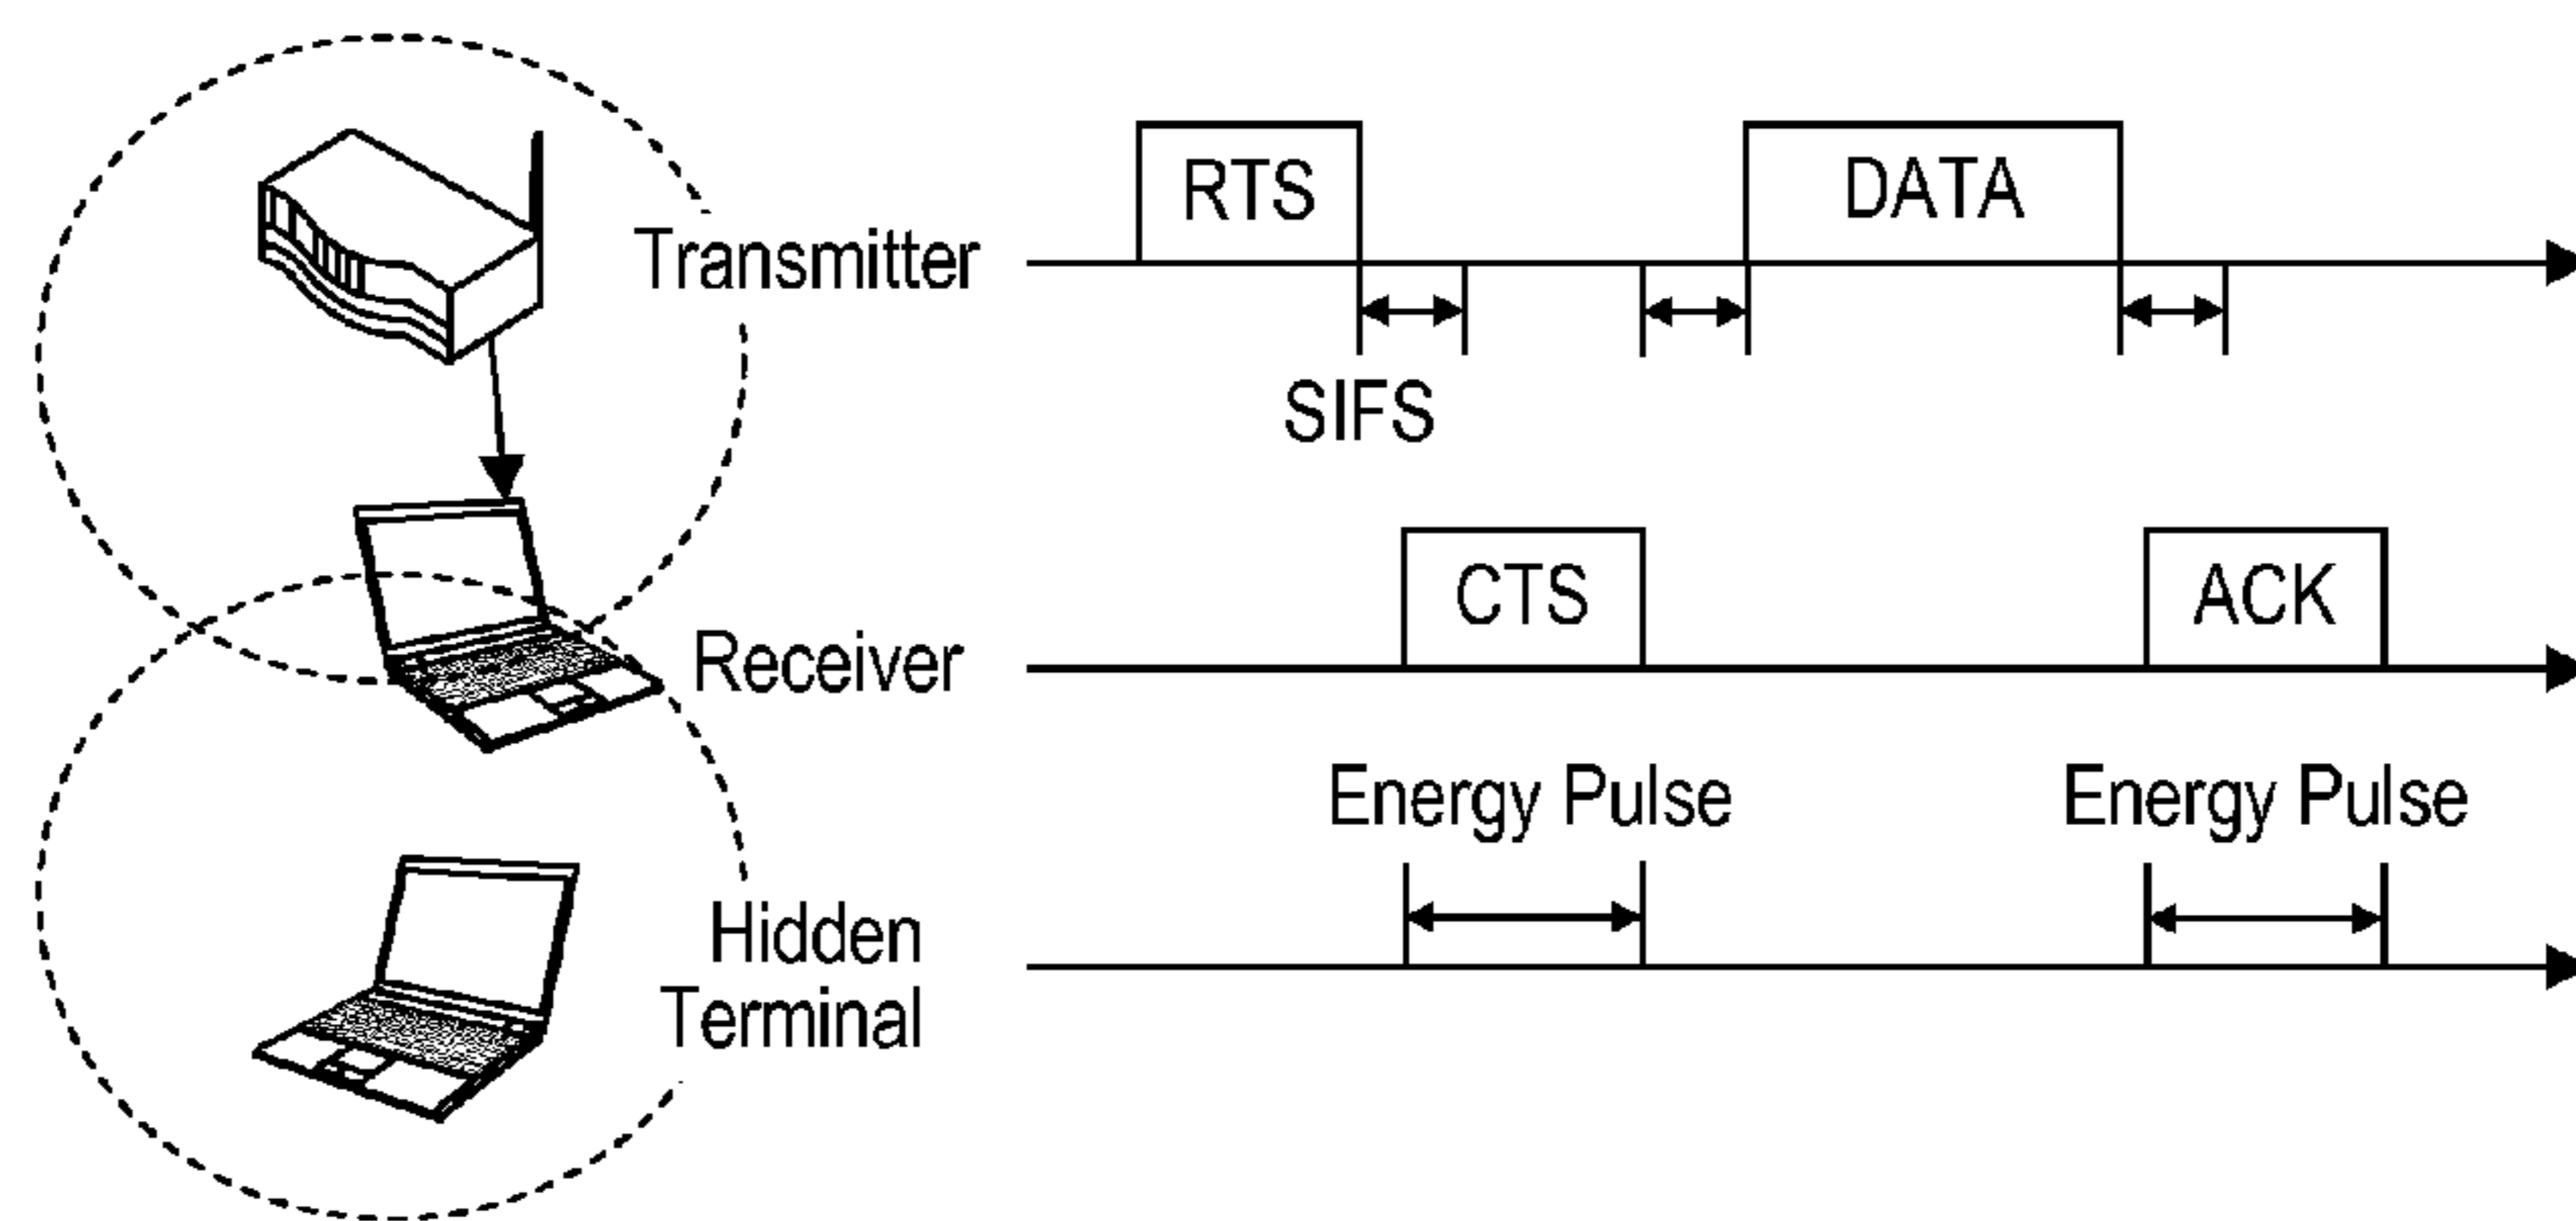 Transmitter
RTS
DATA
SIFS
Receiver
CTS
ACK
Energy Pulse
Energy Pulse
Hidden
Terminal